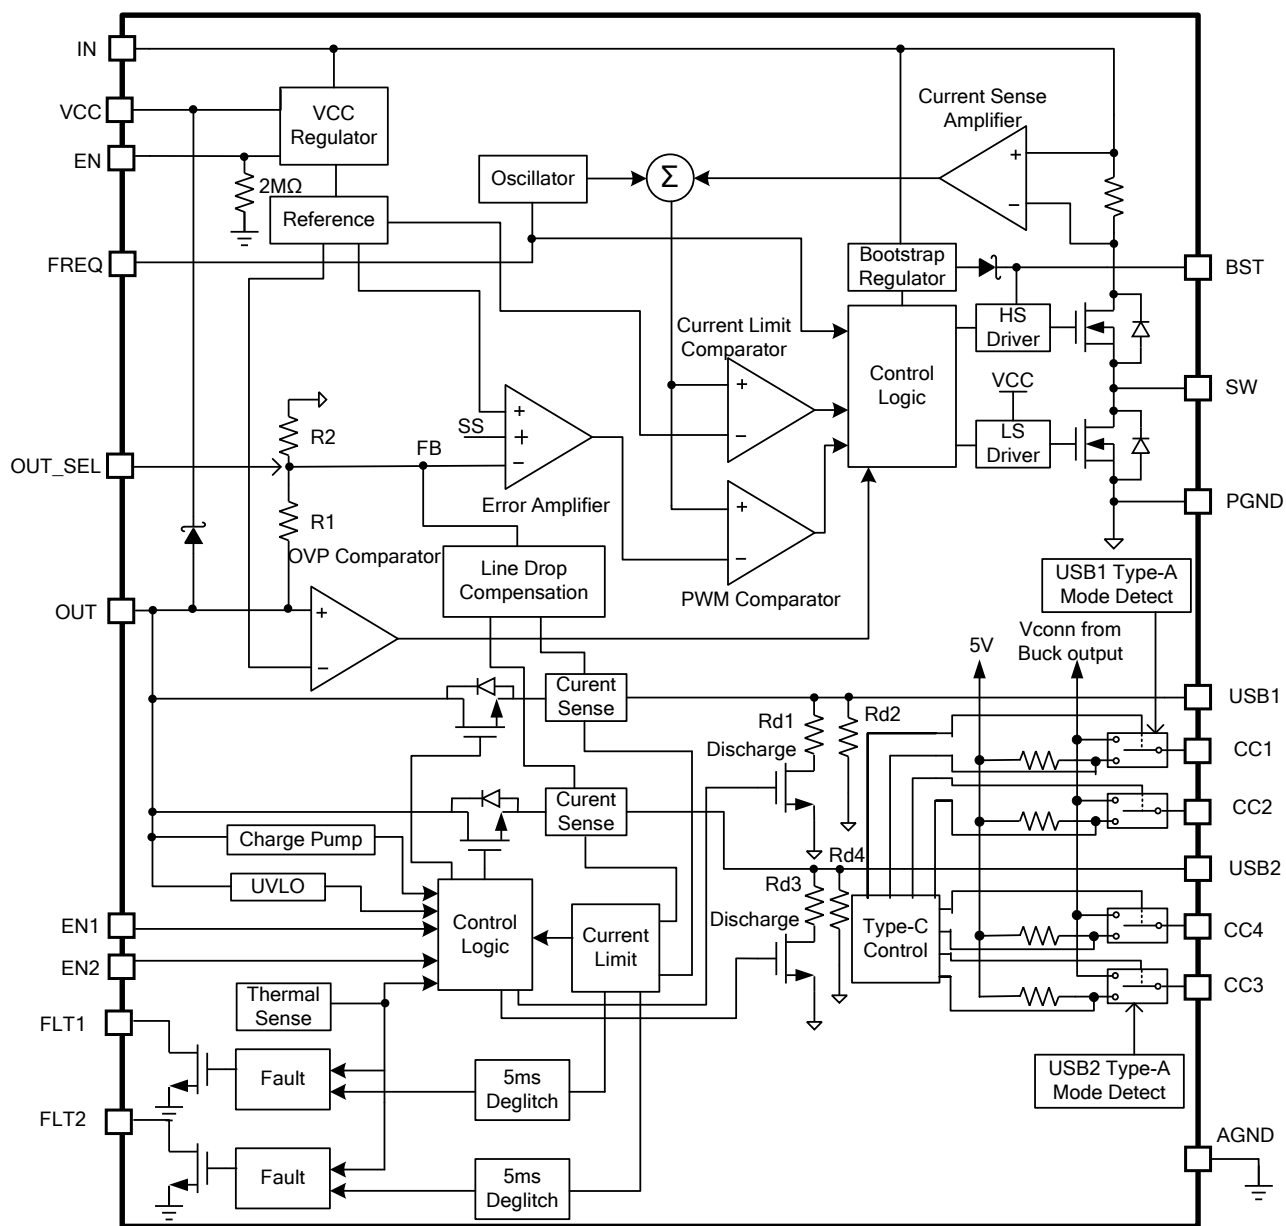 IN
VCC
Regulator
VCC
Current Sense
Amplifier
EN
2MΩ
Oscillator
Σ
+
−
Reference
FREQ
Bootstrap
Regulator
BST
HS
Driver
Current Limit
Comparator
+
−
Control
Logic
VCC
SW
LS
Driver
R2
SS
+
+
−
FB
OUT_SEL
Error Amplifier
R1
+
−
PWM Comparator
PGND
OVP Comparator
Line Drop
Compensation
USB1 Type-A
Mode Detect
OUT
+
−
5V
Vconn from
Buck output
Curent
Sense
USB1
Rd1
Rd2
Discharge
CC1
Curent
Sense
CC2
Charge Pump
Rd4
USB2
UVLO
Rd3
Discharge
Control
Logic
Current
Limit
Type-C
Control
EN1
CC4
EN2
CC3
Thermal
Sense
FLT1
Fault
5ms
Deglitch
USB2 Type-A
Mode Detect
FLT2
AGND
Fault
5ms
Deglitch